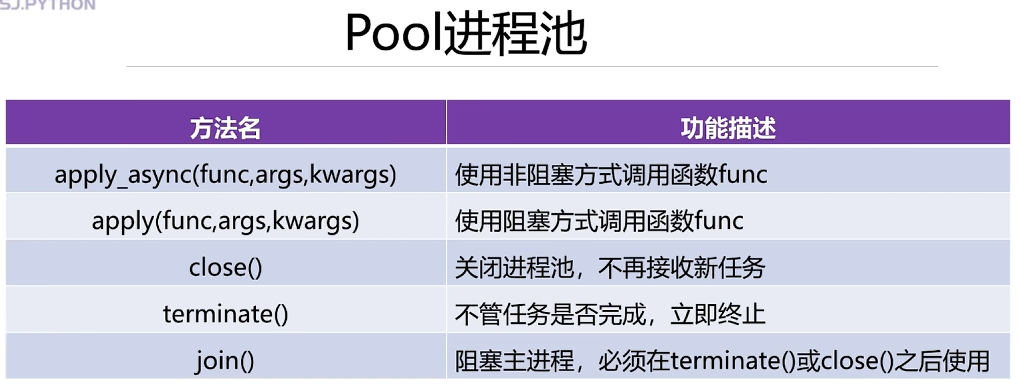 SJ.PYTHON
Pool进程池
方法名 功能描述
apply_async(func,args,kwargs) 使用非阻塞方式调用函数func
apply(func,args,kwargs) 使用阻塞方式调用函数func
close() 关闭进程池，不再接收新任务
terminate() 不管任务是否完成，立即终止
join() 阻塞主进程，必须在terminate()或close()之后使用